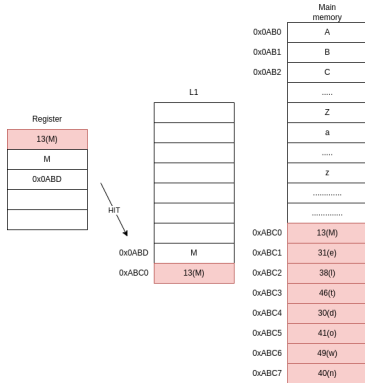 Main
memory
0x0AB0 A
0x0AB1 B
0x0AB2 C
.....
Z
a
.....
z
.............
.............
0xABC0 13(M)
0xABC1 31(e)
0xABC2 38(l)
0xABC3 46(t)
0xABC4 30(d)
0xABC5 41(o)
0xABC6 49(w)
0xABC7 40(n)
L1
0x0ABD M
0xABC0 13(M)
Register
13(M)
M
0x0ABD
HIT